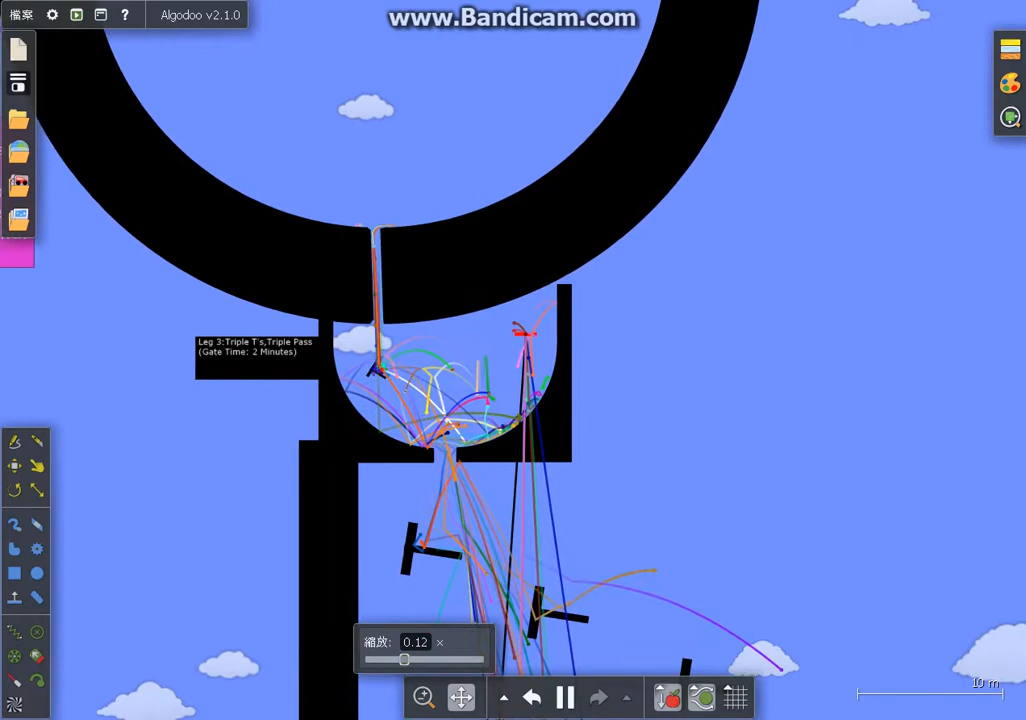 檔案
?
Algodoo v2.1.0
www.Bandicam.com
Leg 3:Triple T's,Triple Pass
(Gate Time: 2 Minutes)
縮放: 0.12 ×
10 m